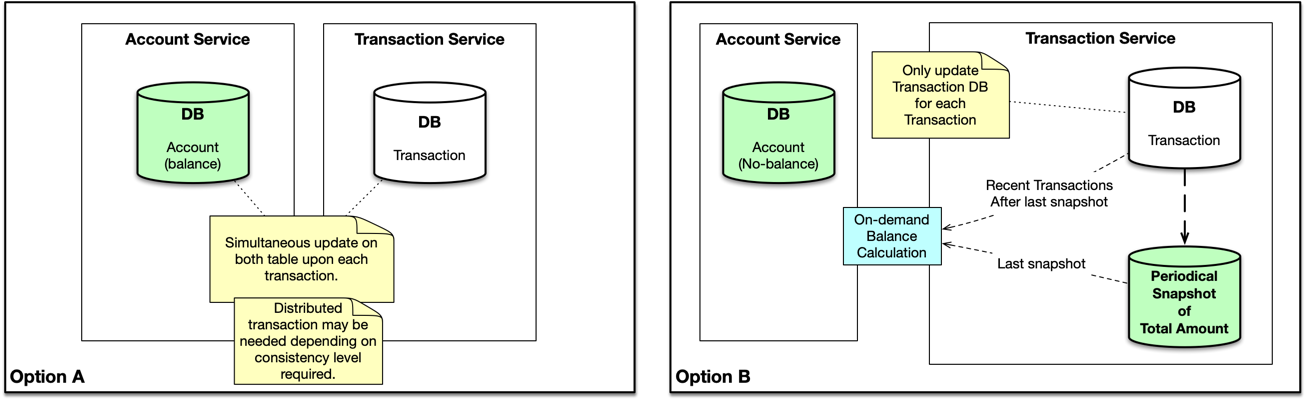 Account Service
Transaction Service
DB
Account
(balance)
DB
Transaction
Simultaneous update on
both table upon each
transaction.
Distributed
transaction may be
needed depending on
consistency level
required.
Option A
Account Service
Transaction Service
Only update
Transaction DB
for each
Transaction
DB
Account
(No-balance)
DB
Transaction
Recent Transactions
After last snapshot
On-demand
Balance
Calculation
Last snapshot
Periodical
Snapshot
of
Total Amount
Option B